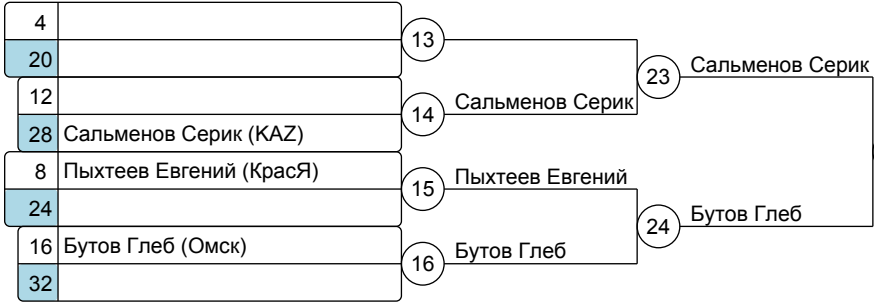 4
13
20
23
Сальменов Серик
12
14
Сальменов Серик
28
Сальменов Серик (KAZ)
8
Пыхтеев Евгений (КрасЯ)
15
Пыхтеев Евгений
24
24
Бутов Глеб
16
Бутов Глеб (Омск)
16
Бутов Глеб
32